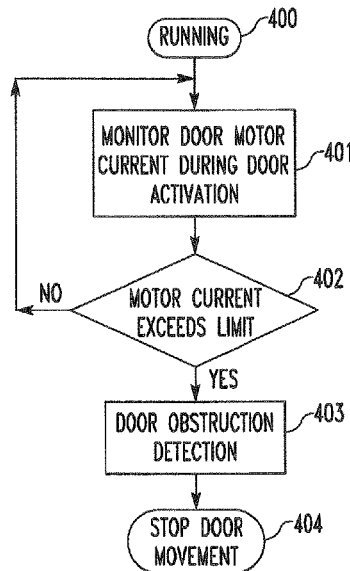 RUNNING
400
MONITOR DOOR MOTOR
CURRENT DURING DOOR
ACTIVATION
401
402
NO
MOTOR CURRENT
EXCEEDS LIMIT
YES
DOOR OBSTRUCTION
DETECTION
403
STOP DOOR
MOVEMENT
404